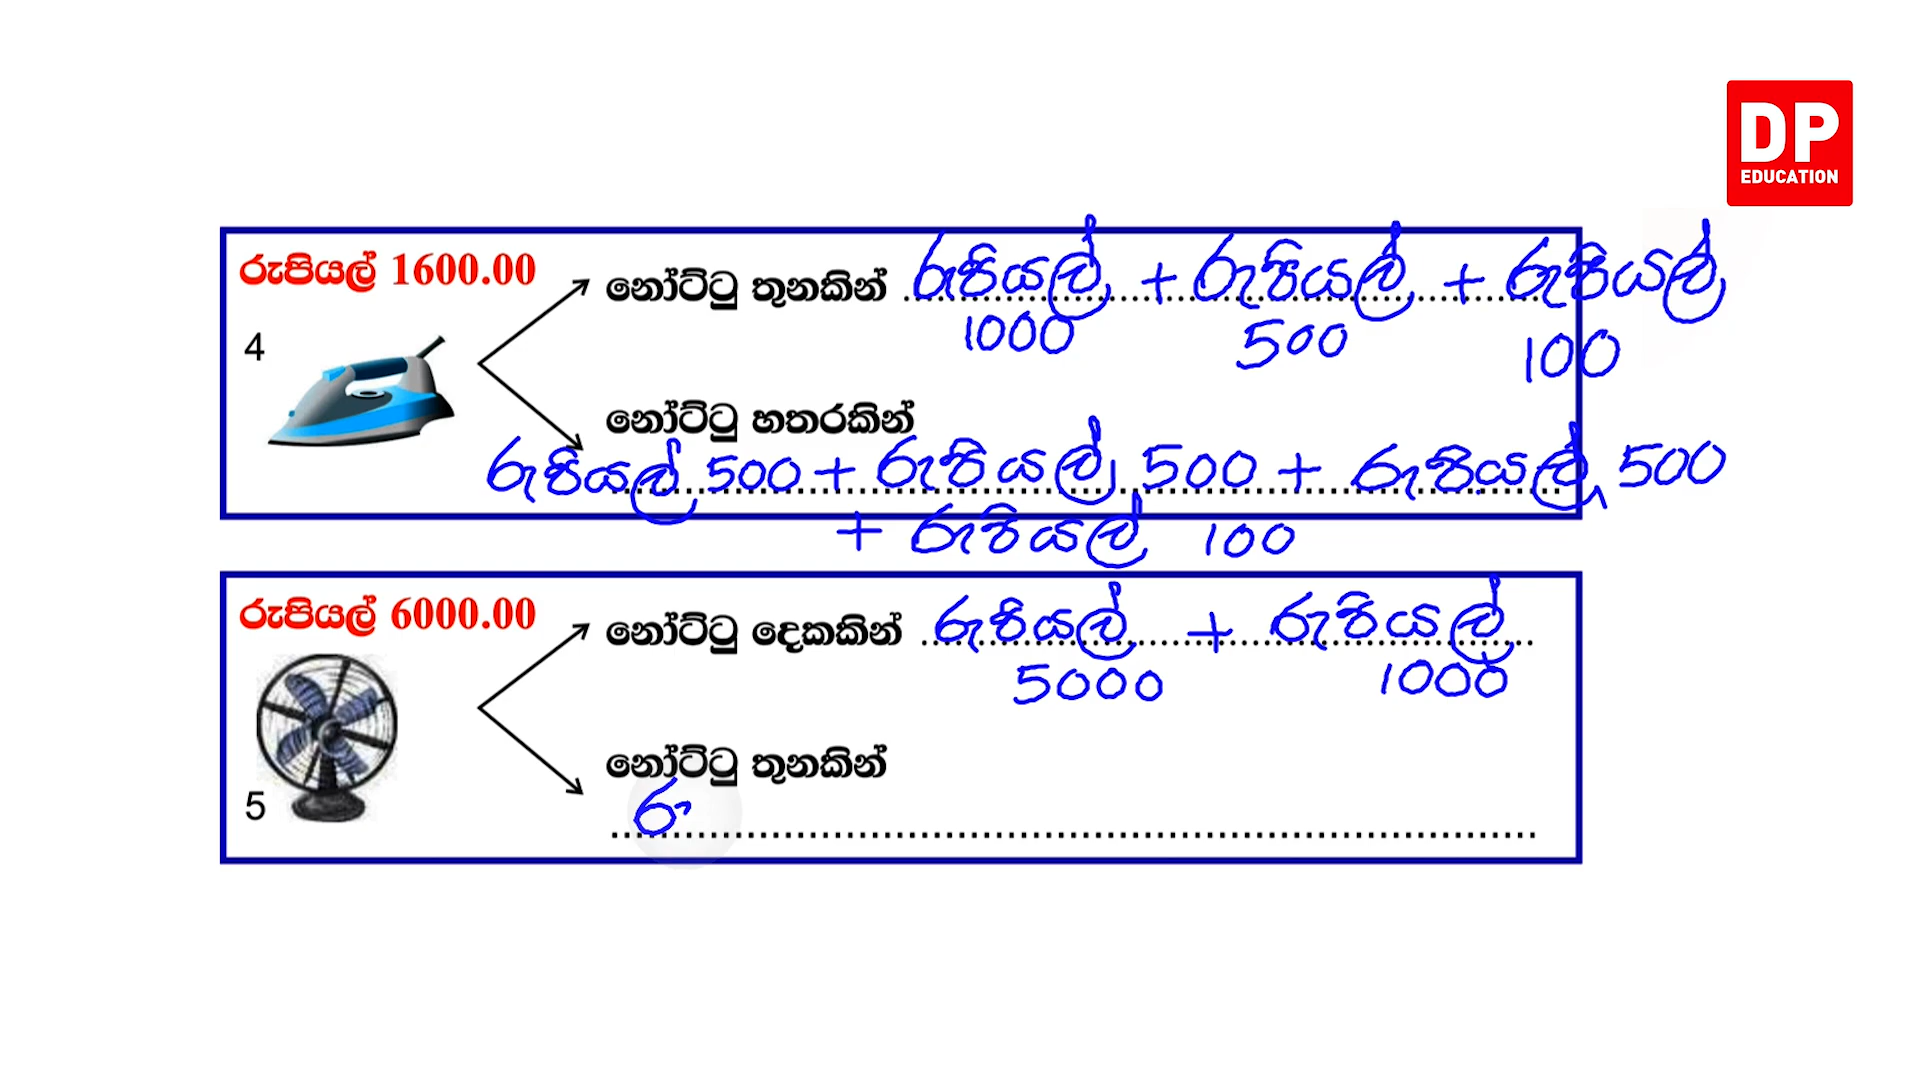 DP
EDUCATION
රුපියල් 1600.00
නෝට්ටු තුනකින් රුපියල් + රුපියල් + රුපියල්
1000 500 100
4
නෝට්ටු හතරකින්
රුපියල් 500 + රුපියල් 500 + රුපියල් 500
+ රුපියල් 100
රුපියල් 6000.00
නෝට්ටු දෙකකින් රුපියල් + රුපියල්
5000 1000
නෝට්ටු තුනකින්
5
රු